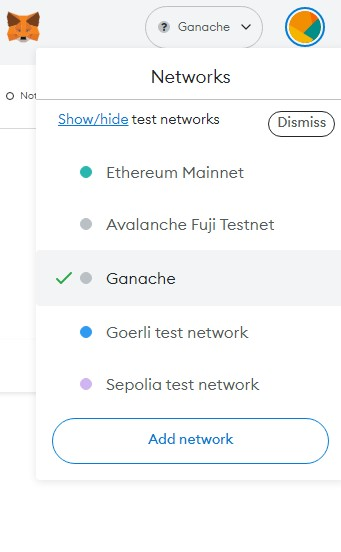 Ganache
Networks
Not
Show/hide test networks
Dismiss
Ethereum Mainnet
Avalanche Fuji Testnet
Ganache
Goerli test network
Sepolia test network
Add network